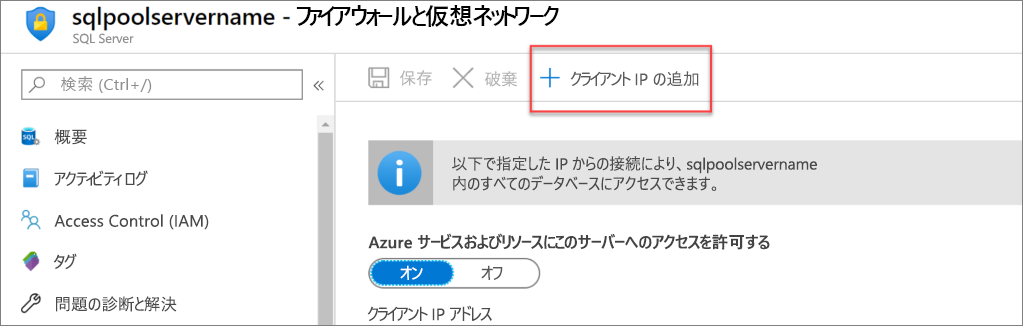 sqlpoolservername - ファイアウォールと仮想ネットワーク
SQL Server
検索 (Ctrl+/)
«
保存
破棄
クライアント IP の追加
SQL
概要
アクティビティ ログ
Access Control (IAM)
タグ
問題の診断と解決
以下で指定した IP からの接続により、sqlpoolservername
内のすべてのデータベースにアクセスできます。
Azure サービスおよびリソースにこのサーバーへのアクセスを許可する
オン
オフ
クライアント IP アドレス